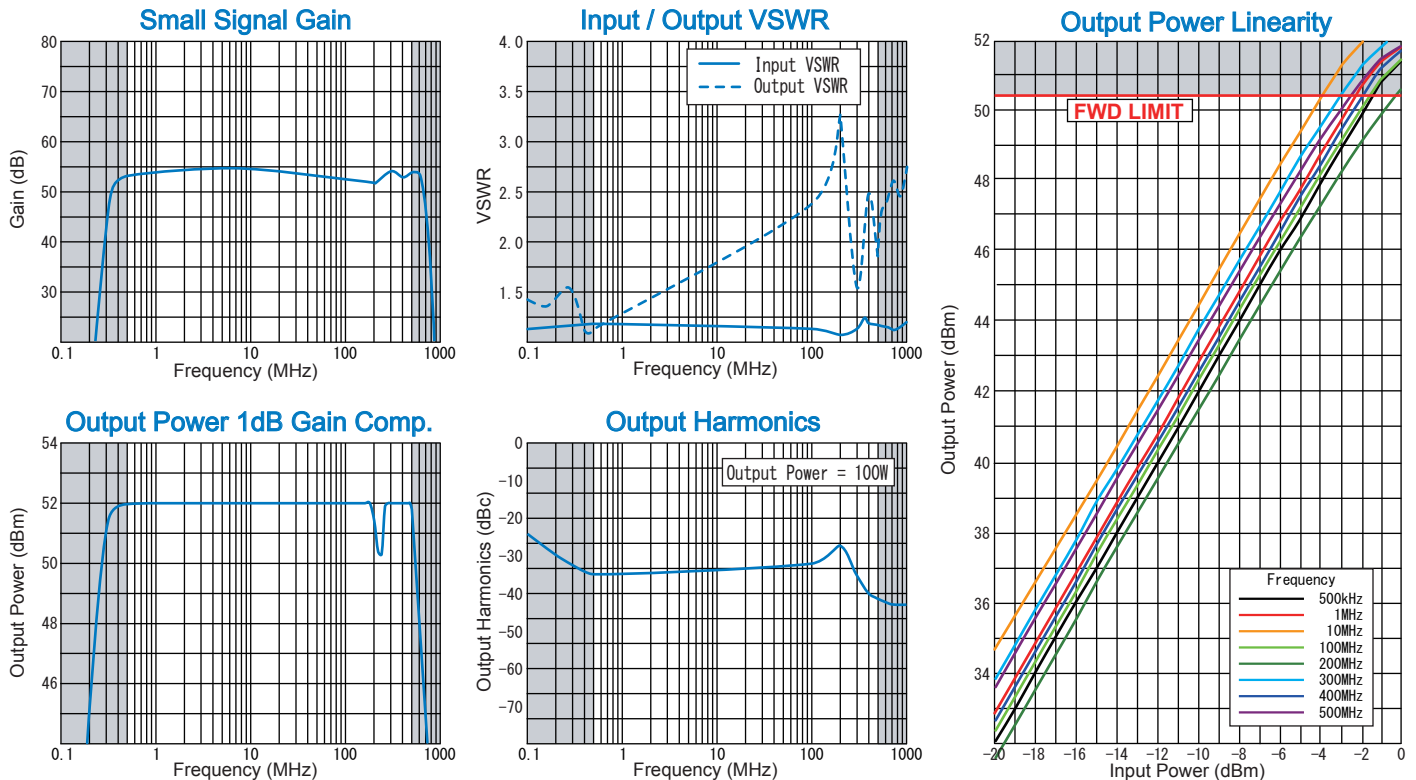 Small Signal Gain
80
70
60
50
40
30
Gain (dB)
0.1
1
10
100
1000
Frequency (MHz)
Input / Output VSWR
4.0
3.5
3.0
2.5
2.0
1.5
VSWR
Input VSWR
Output VSWR
0.1
1
10
100
1000
Frequency (MHz)
Output Power 1dB Gain Comp.
54
52
50
48
46
Output Power (dBm)
0.1
1
10
100
1000
Frequency (MHz)
Output Harmonics
0
-10
-20
-30
-40
-50
-60
-70
Output Harmonics (dBc)
Output Power = 100W
0.1
1
10
100
1000
Frequency (MHz)
Output Power Linearity
52
50
48
46
44
42
40
38
36
34
Output Power (dBm)
FWD LIMIT
Frequency
500kHz
1MHz
10MHz
100MHz
200MHz
300MHz
400MHz
500MHz
-20
-18
-16
-14
-12
-10
-8
-6
-4
-2
0
Input Power (dBm)